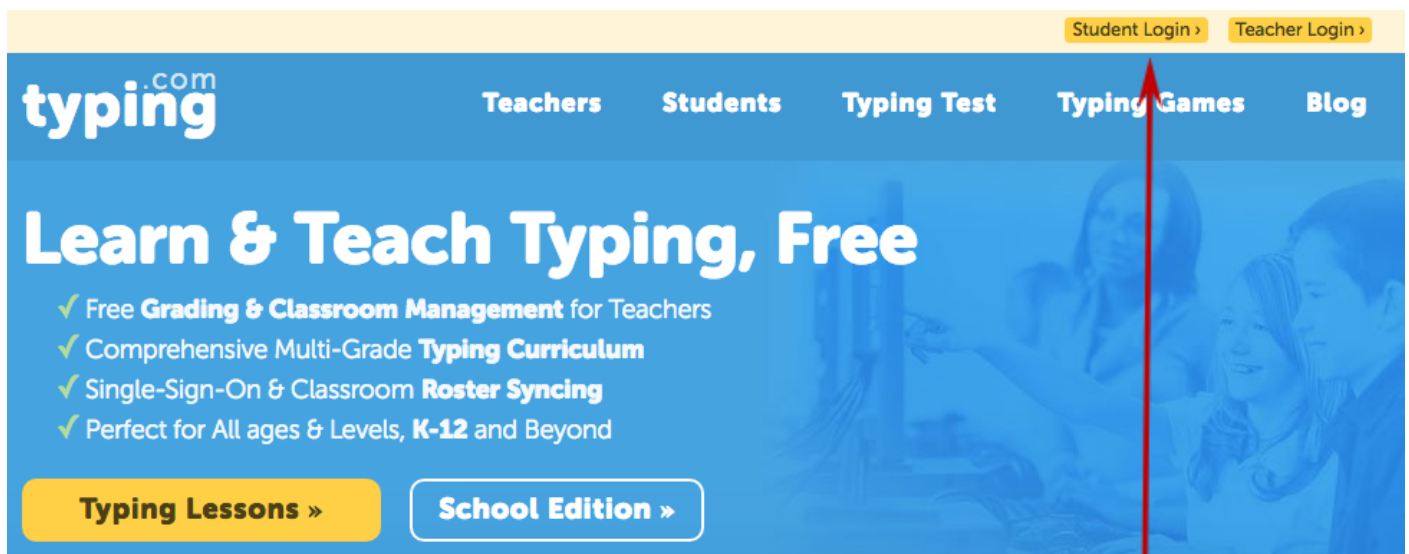 Student Login › Teacher Login ›
typing.com
Teachers Students Typing Test Typing Games Blog
Learn & Teach Typing, Free
✓ Free Grading & Classroom Management for Teachers
✓ Comprehensive Multi-Grade Typing Curriculum
✓ Single-Sign-On & Classroom Roster Syncing
✓ Perfect for All ages & Levels, K-12 and Beyond
Typing Lessons » School Edition »